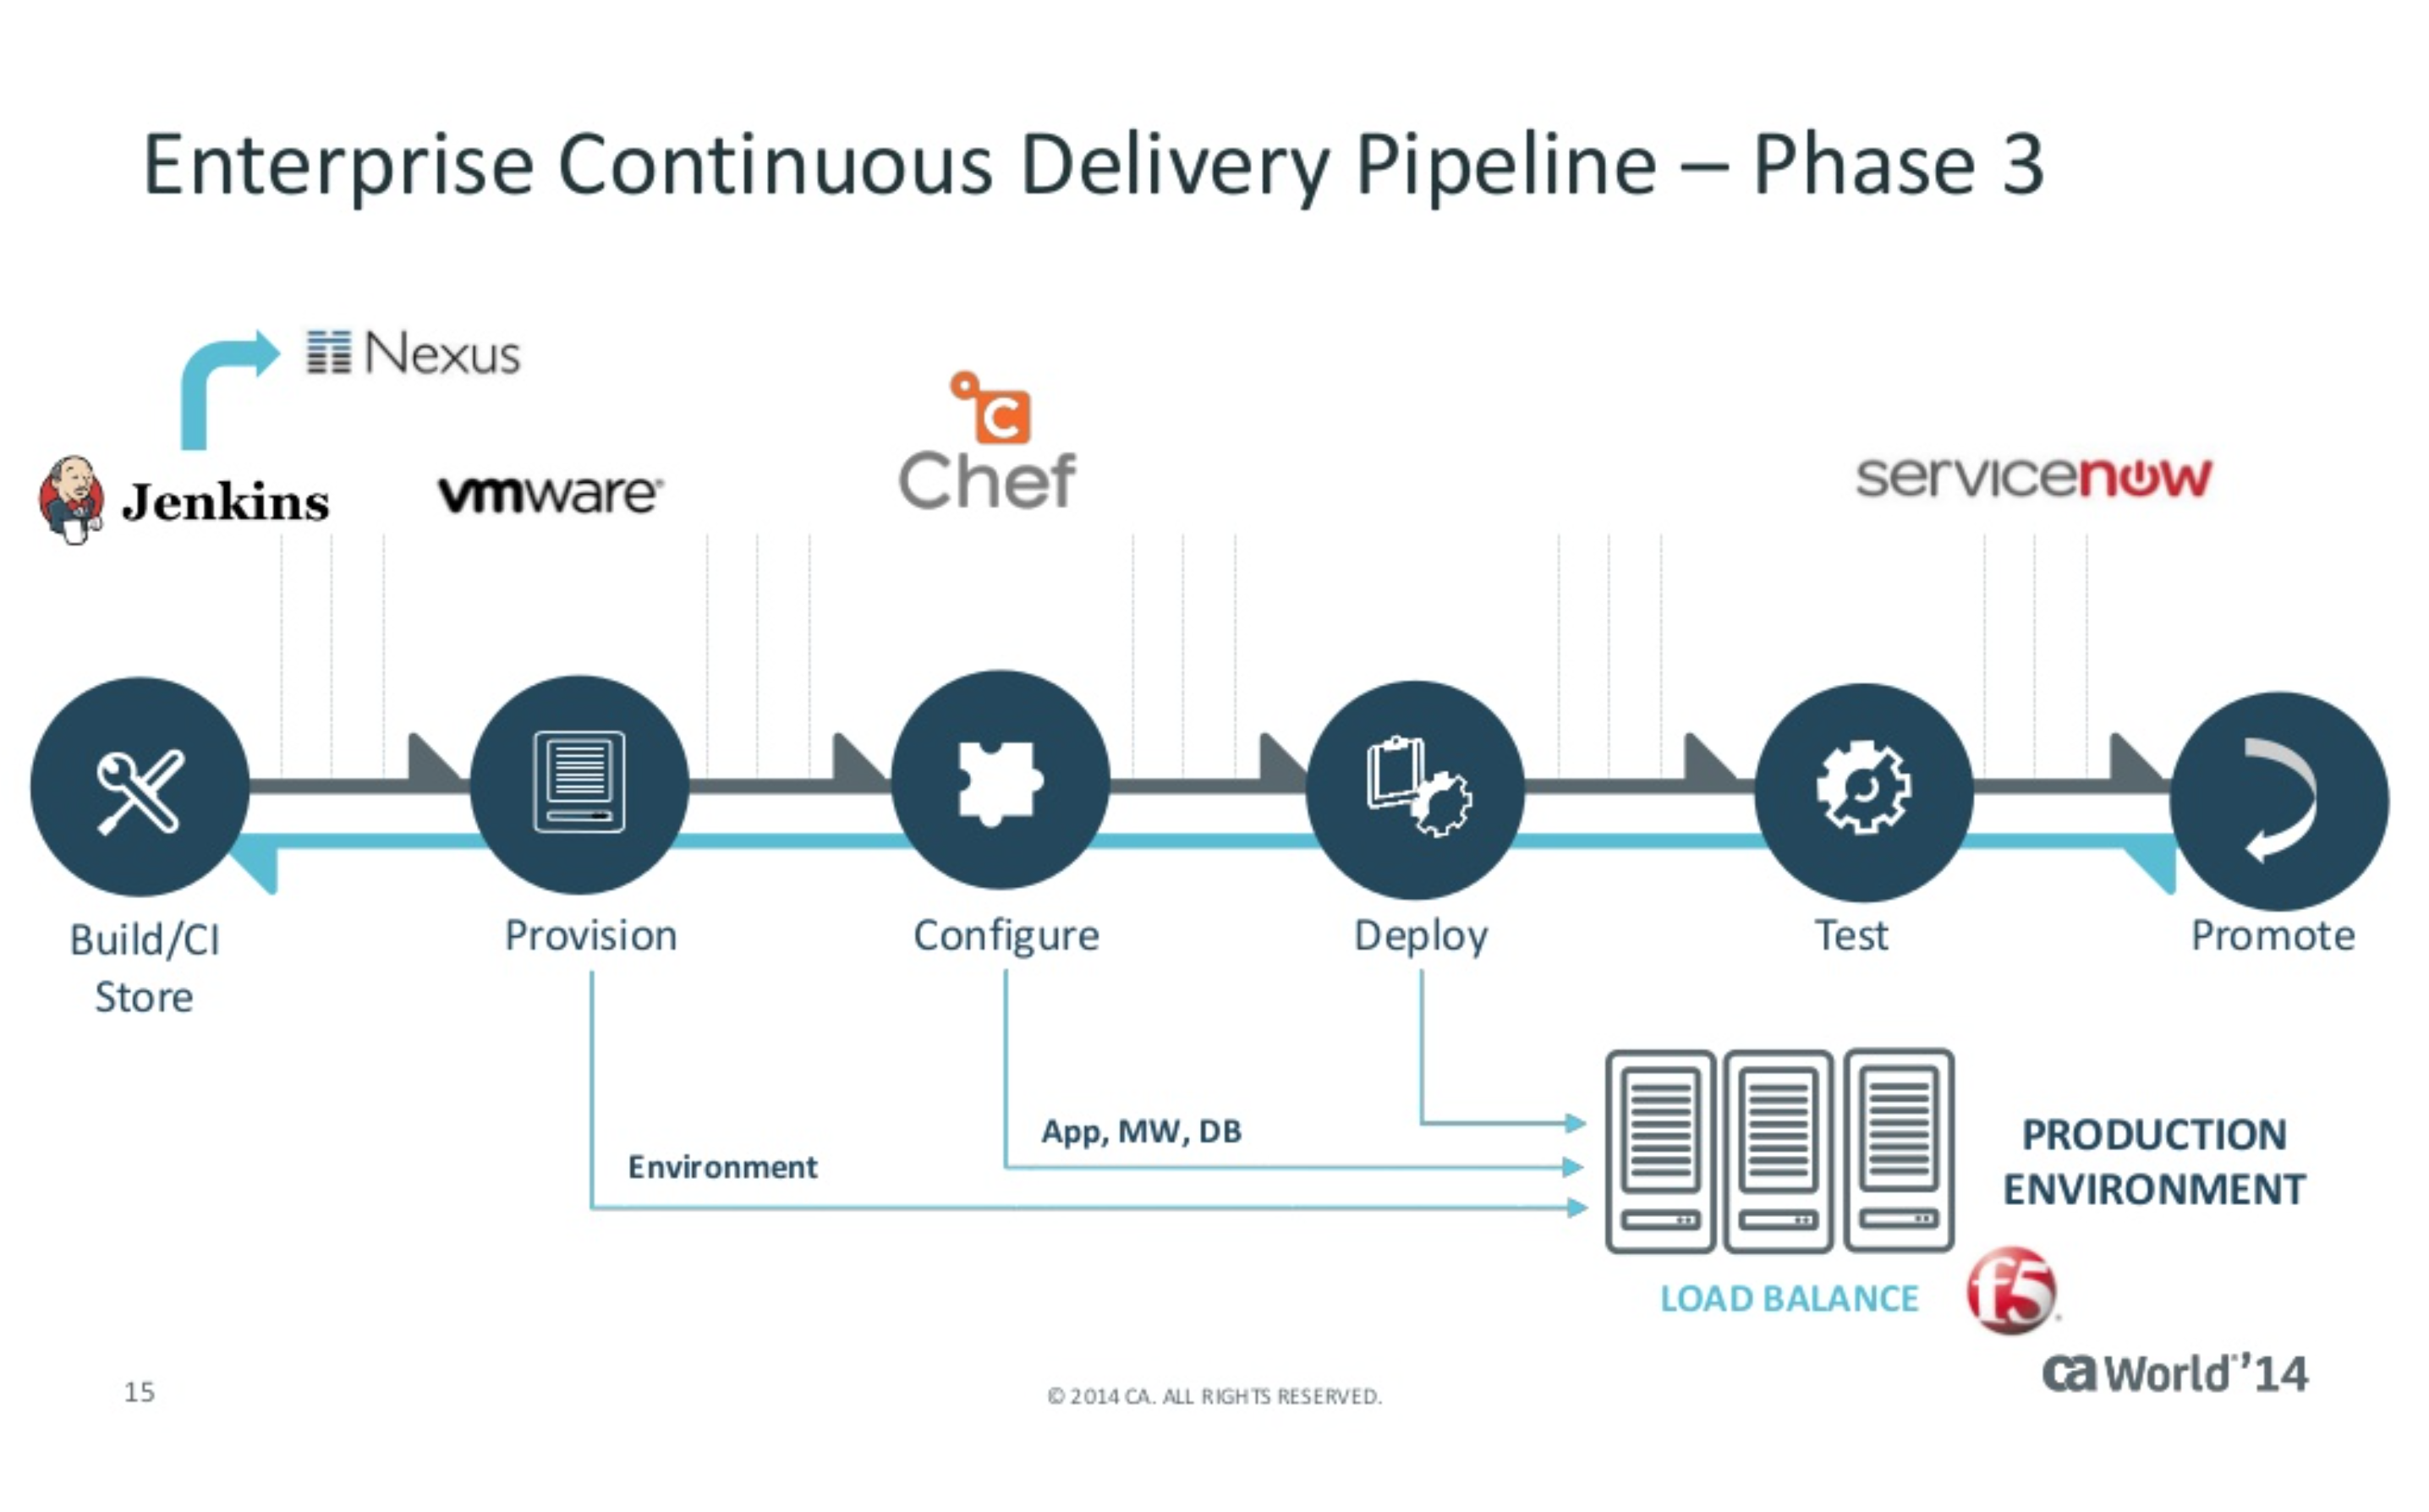 Enterprise Continuous Delivery Pipeline – Phase 3
Nexus
Jenkins
vmware®
Chef
servicenow
Build/CI
Store
Provision
Configure
Deploy
Test
Promote
App, MW, DB
Environment
PRODUCTION
ENVIRONMENT
LOAD BALANCE
f5
15
© 2014 CA. ALL RIGHTS RESERVED.
ca World™'14